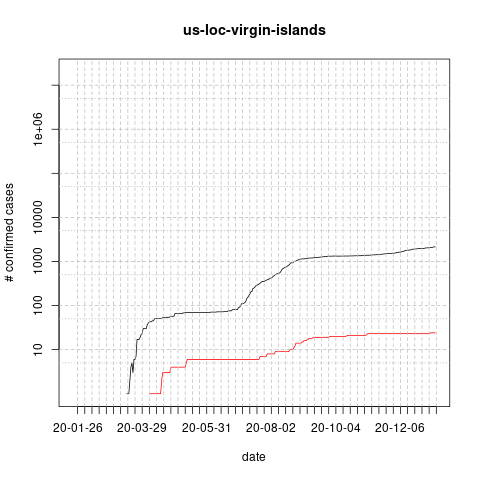 us-loc-virgin-islands
# confirmed cases
1e+06
10000
1000
100
10
20-01-26 20-03-29 20-05-31 20-08-02 20-10-04 20-12-06
date